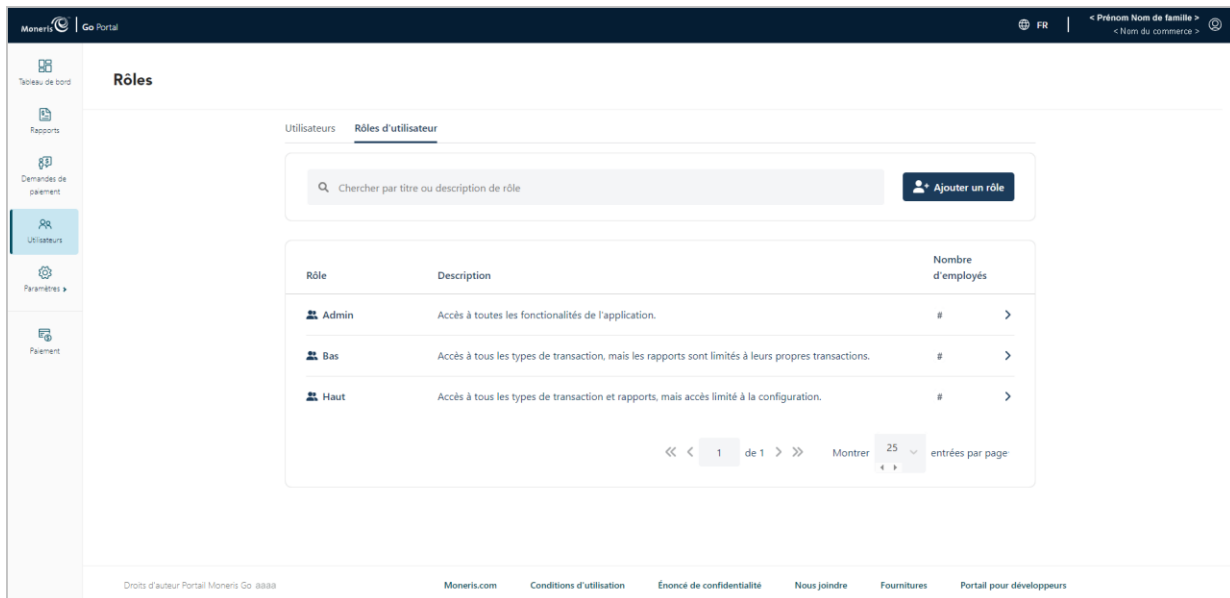 Moneris Go Portal FR < Prénom Nom de famille >
< Nom du commerce >
Tableau de bord
Rôles
Rapports
Utilisateurs Rôles d'utilisateur
Demandes de
paiement
Chercher par titre ou description de rôle Ajouter un rôle
Utilisateurs
Paramètres
Paiement
Rôle Description Nombre
d'employés
Admin Accès à toutes les fonctionalités de l'application. #
Bas Accès à tous les types de transaction, mais les rapports sont limités à leurs propres transactions. #
Haut Accès à tous les types de transaction et rapports, mais accès limité à la configuration. #
1 de 1 Montrer 25 entrées par page
Droits d'auteur Portail Moneris Go aaaa Moneris.com Conditions d'utilisation Énoncé de confidentialité Nous joindre Fournitures Portail pour développeurs